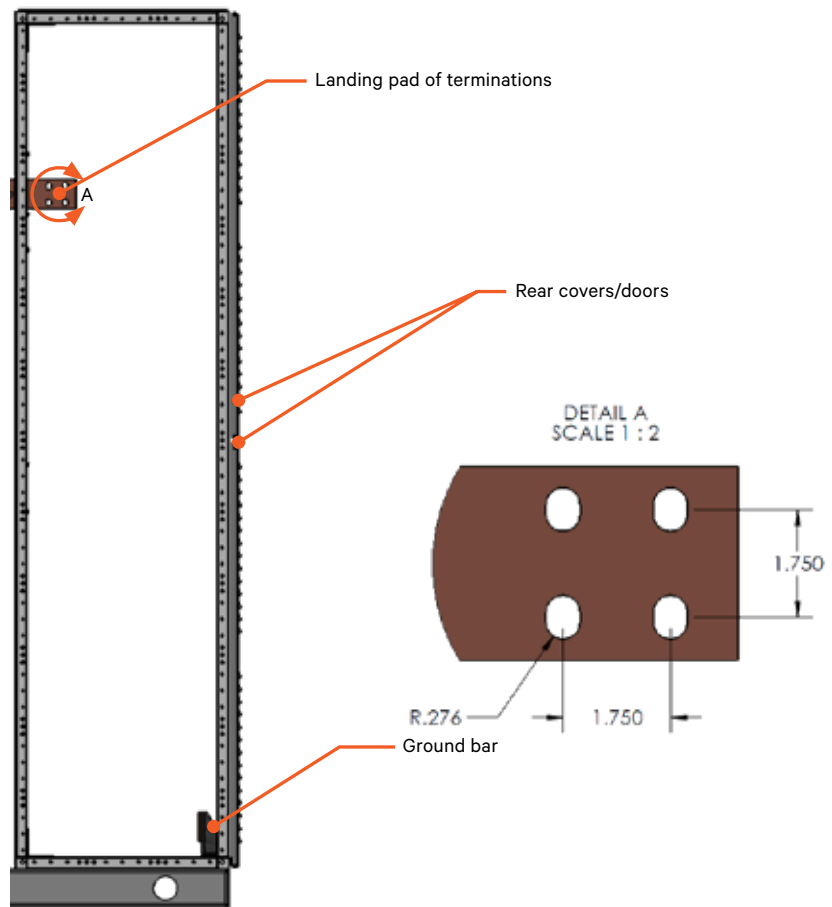 Landing pad of terminations
A
Rear covers/doors
DETAIL A
SCALE 1 : 2
1.750
R.276
1.750
Ground bar